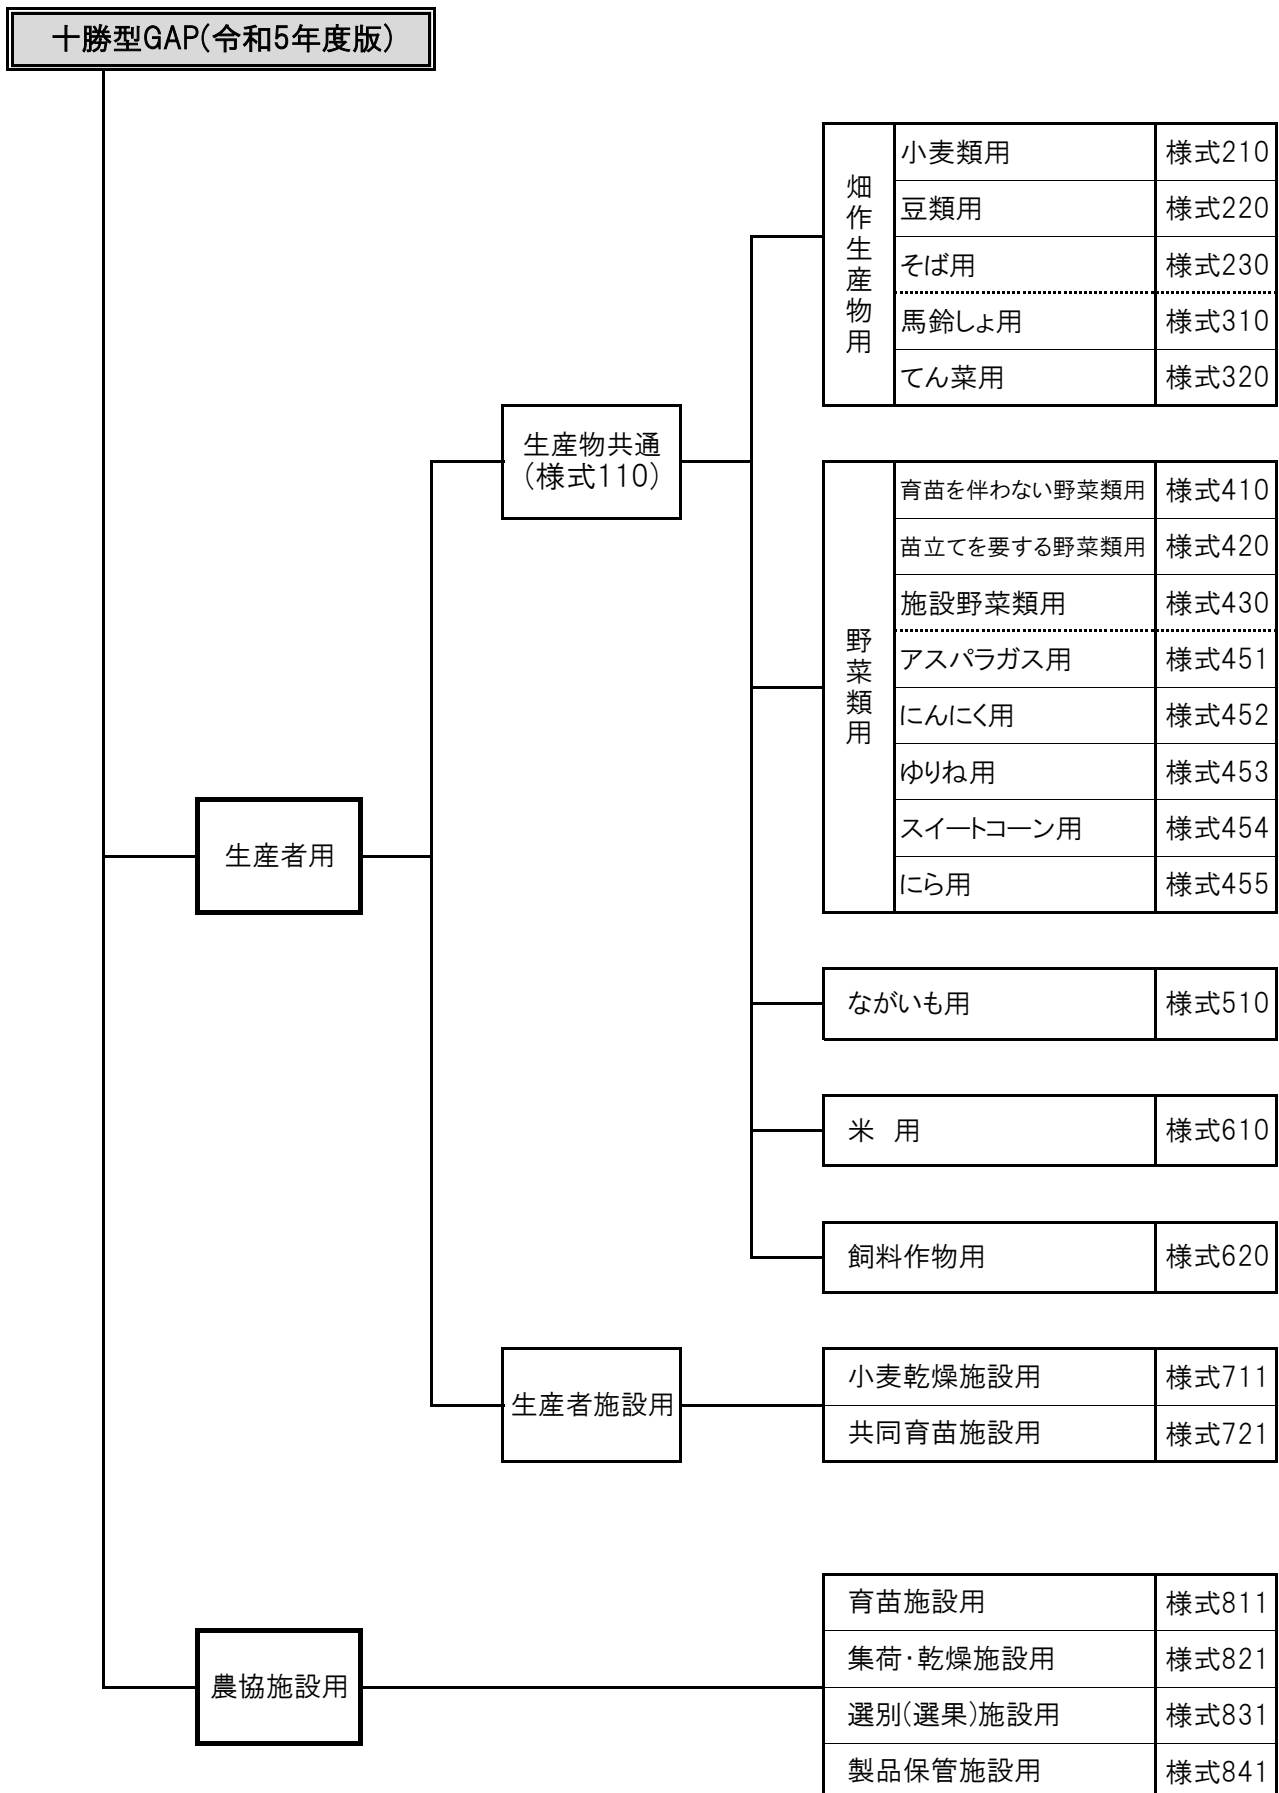 十勝型GAP(令和5年度版)
畑作生産物用
小麦類用 様式210
豆類用 様式220
そば用 様式230
馬鈴しょ用 様式310
てん菜用 様式320
生産物共通
(様式110)
野菜類用
育苗を伴わない野菜類用 様式410
苗立てを要する野菜類用 様式420
施設野菜類用 様式430
アスパラガス用 様式451
にんにく用 様式452
ゆりね用 様式453
スイートコーン用 様式454
にら用 様式455
生産者用
ながいも用 様式510
米 用 様式610
飼料作物用 様式620
生産者施設用
小麦乾燥施設用 様式711
共同育苗施設用 様式721
農協施設用
育苗施設用 様式811
集荷・乾燥施設用 様式821
選別(選果)施設用 様式831
製品保管施設用 様式841